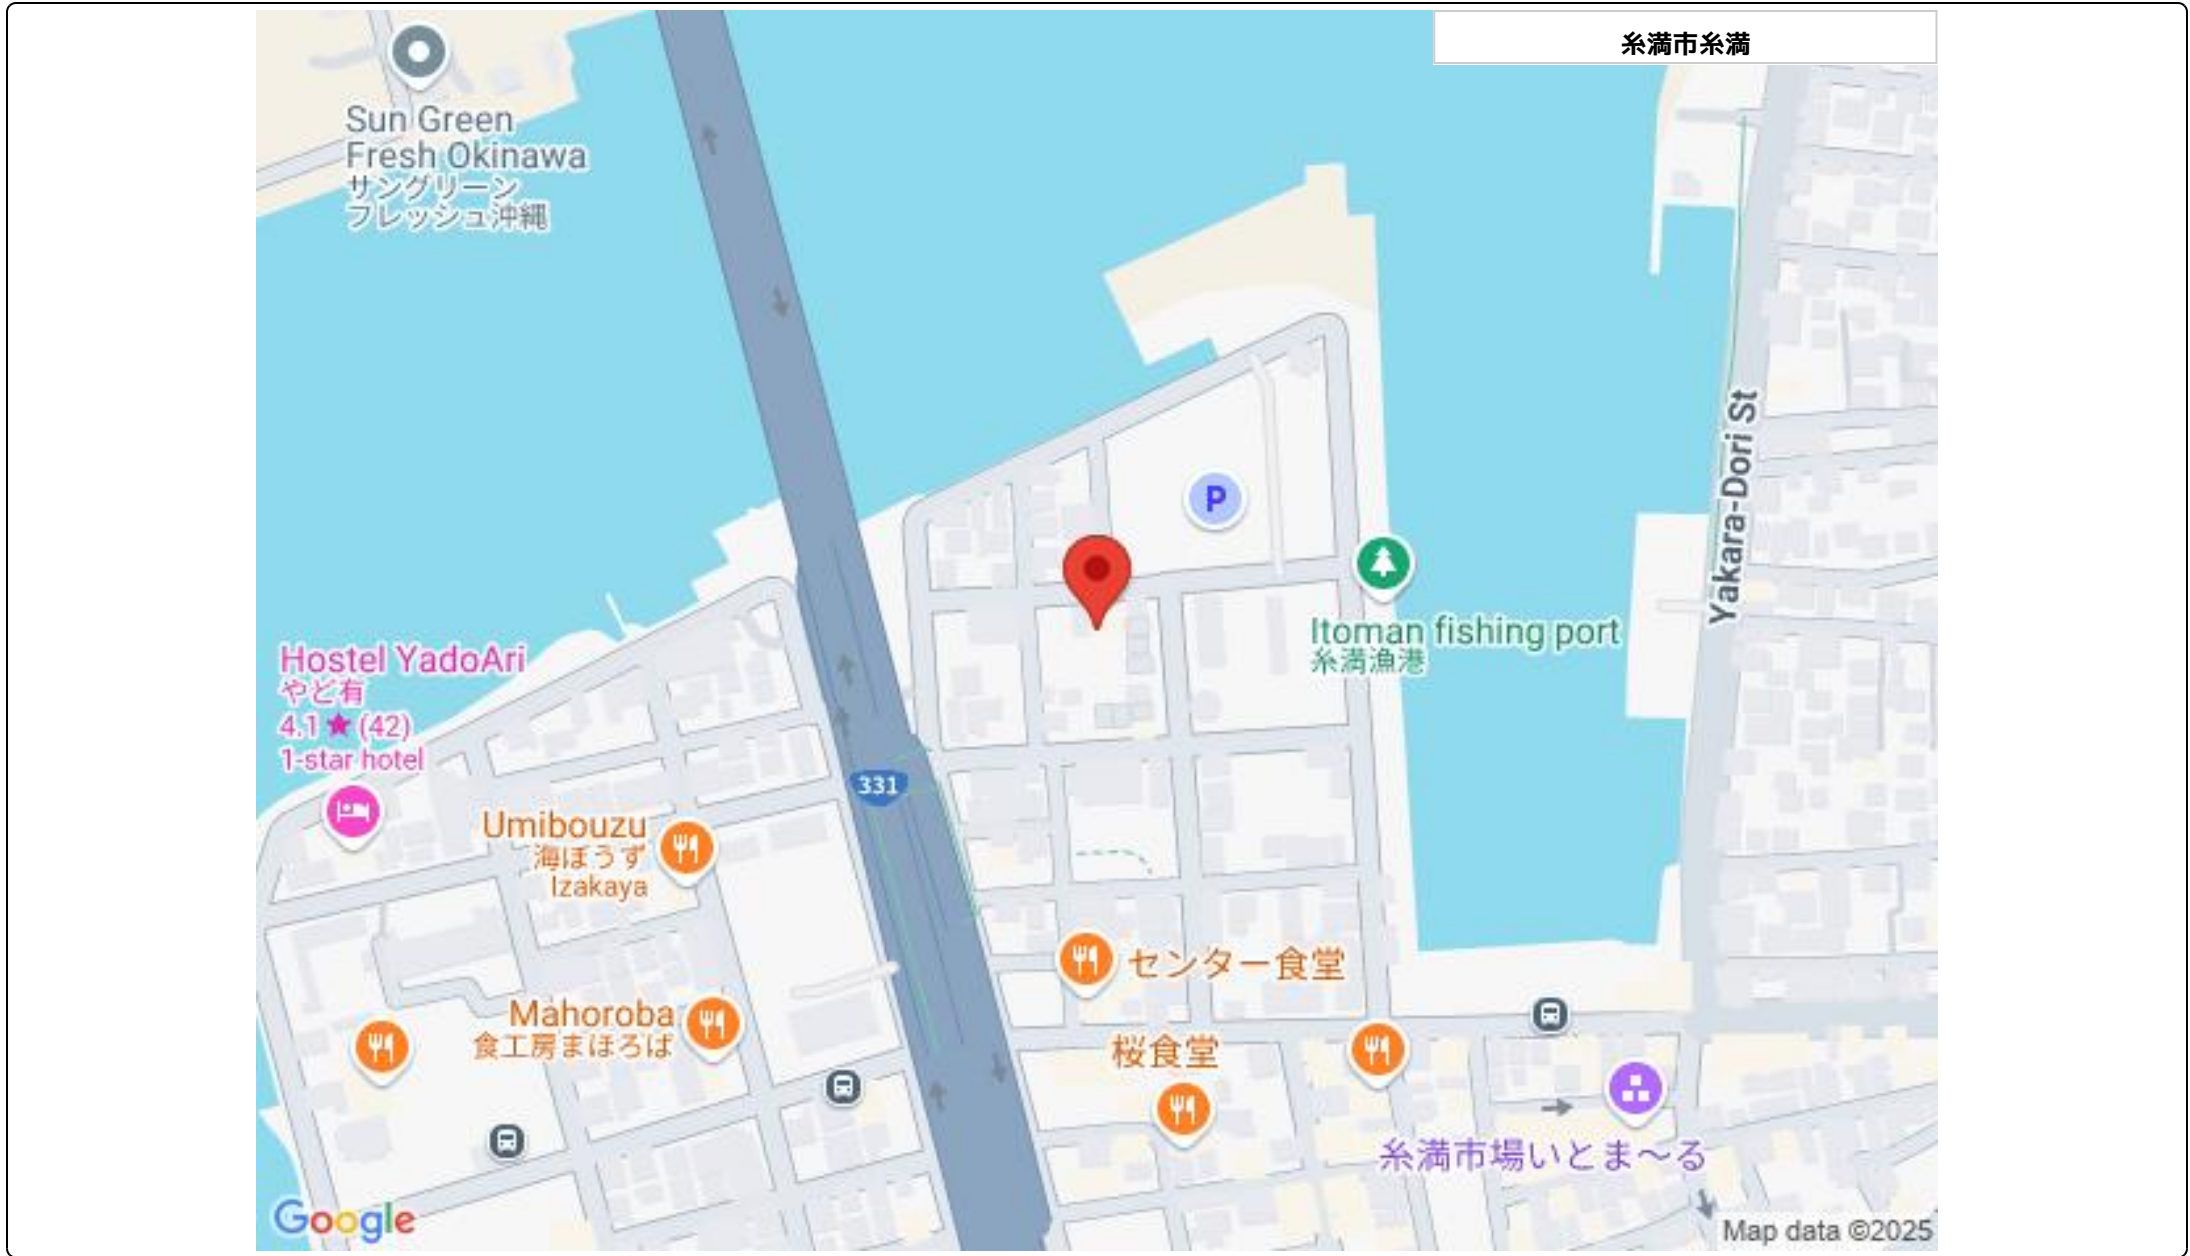 糸満市糸満
Sun Green
Fresh Okinawa
サングリーン
フレッシュ沖縄
P
Yakara-Dori St
Itoman fishing port
糸満漁港
Hostel YadoAri
やど有
4.1★(42)
1-star hotel
331
Umibouzu
海ぼうず
Izakaya
センター食堂
Mahoroba
食工房まほろば
桜食堂
糸満市場いとま〜る
Google
Map data ©2025